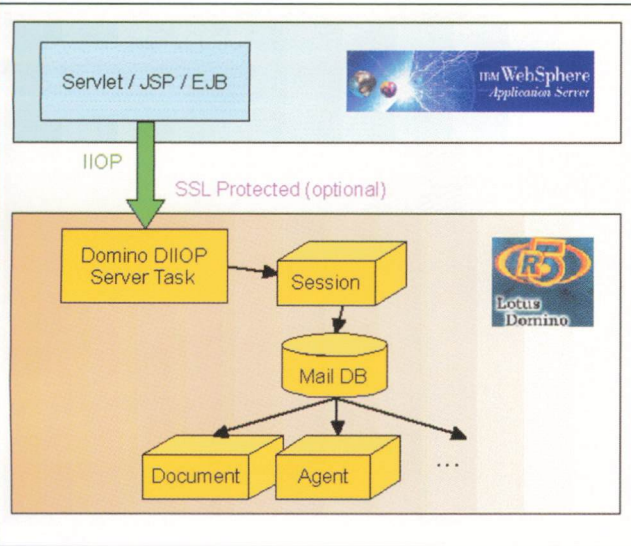 Servlet / JSP / EJB
IBM WebSphere
Application Server
IIOP
SSL Protected (optional)
Domino DIIOP
Server Task
Session
R5
Lotus
Domino
Mail DB
Document
Agent
...